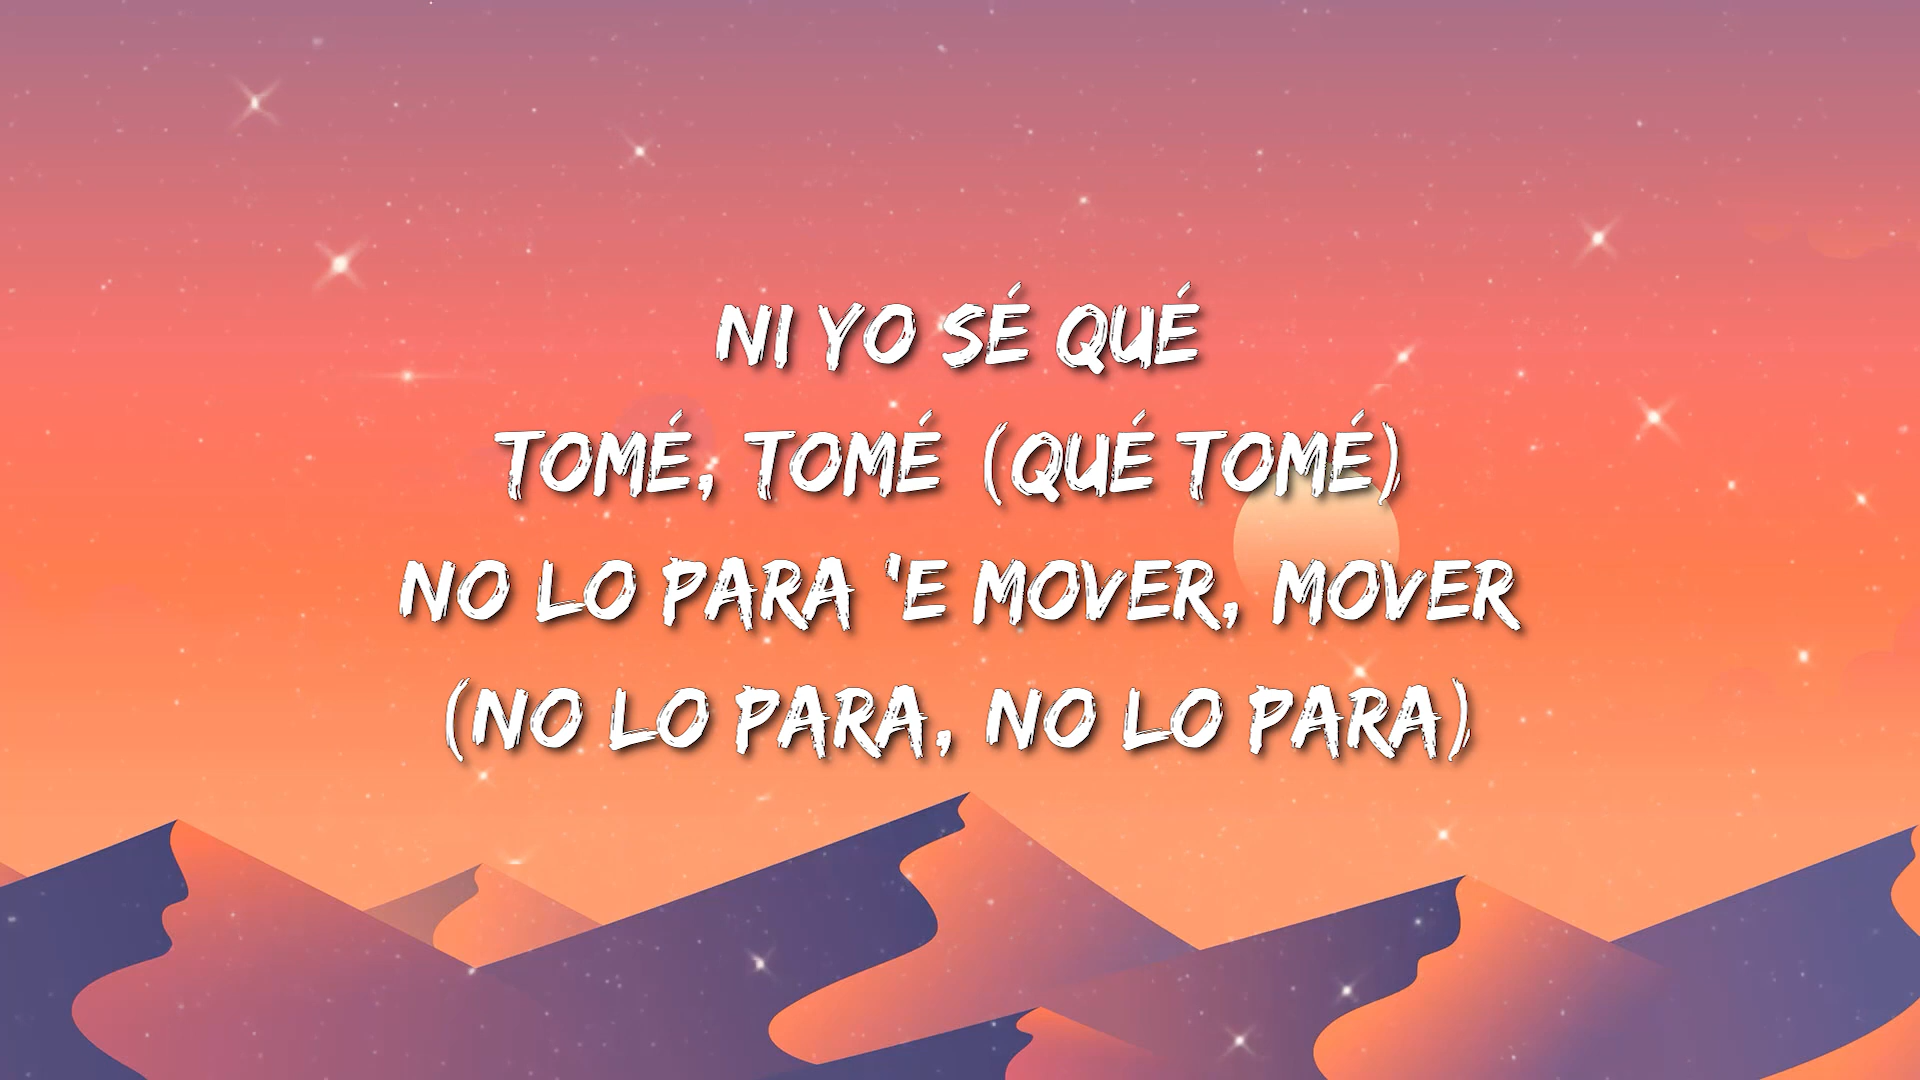 NI YO SÉ QUÉ
TOMÉ, TOMÉ (QUÉ TOMÉ)
NO LO PARA 'E MOVER, MOVER
(NO LO PARA, NO LO PARA)